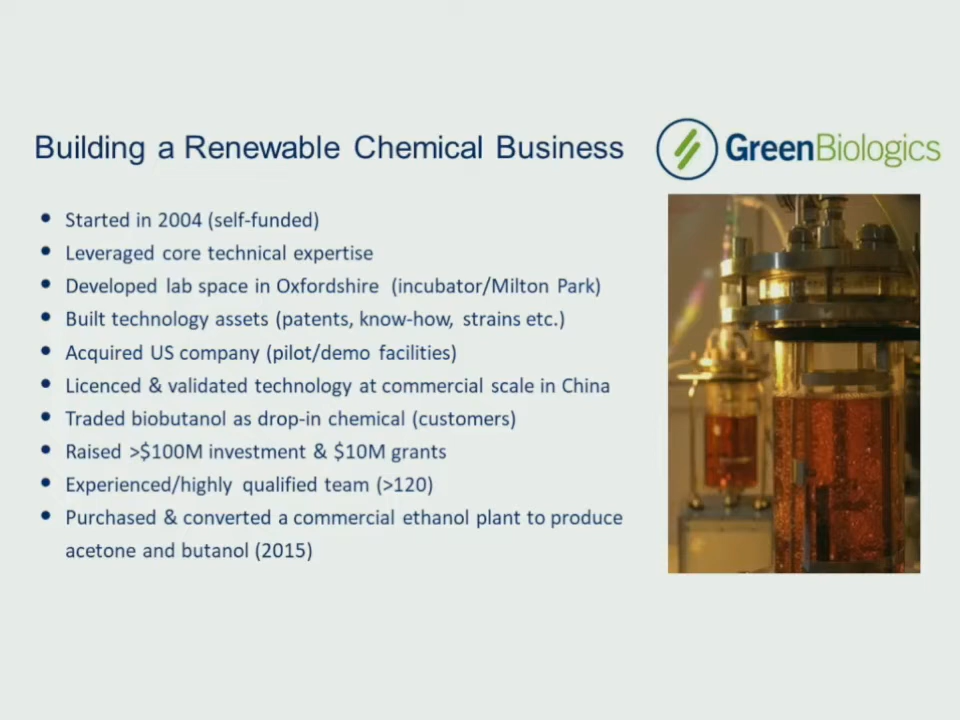 Building a Renewable Chemical Business
GreenBiologics
• Started in 2004 (self-funded)
• Leveraged core technical expertise
• Developed lab space in Oxfordshire (incubator/Milton Park)
• Built technology assets (patents, know-how, strains etc.)
• Acquired US company (pilot/demo facilities)
• Licenced & validated technology at commercial scale in China
• Traded biobutanol as drop-in chemical (customers)
• Raised >$100M investment & $10M grants
• Experienced/highly qualified team (>120)
• Purchased & converted a commercial ethanol plant to produce
acetone and butanol (2015)